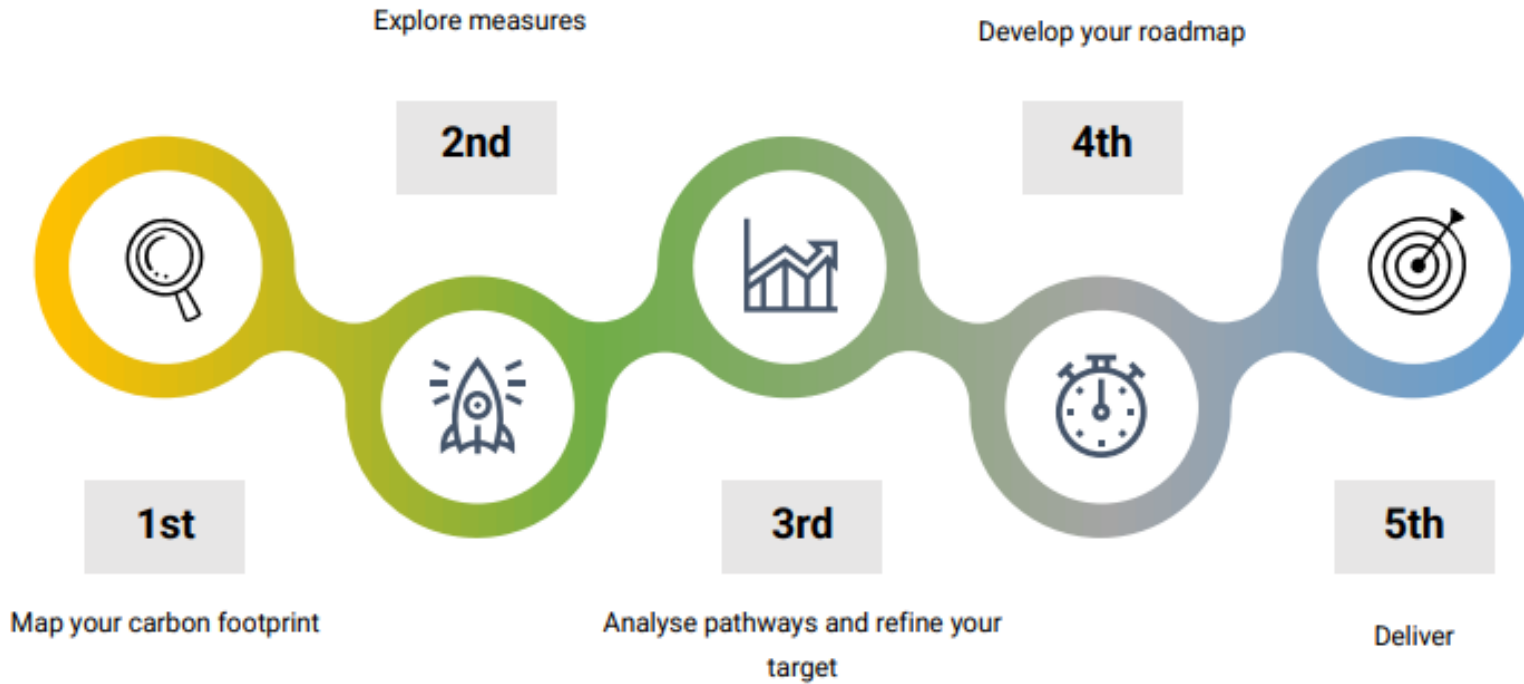 Explore measures
Develop your roadmap
2nd
4th
1st
3rd
5th
Map your carbon footprint
Analyse pathways and refine your
target
Deliver